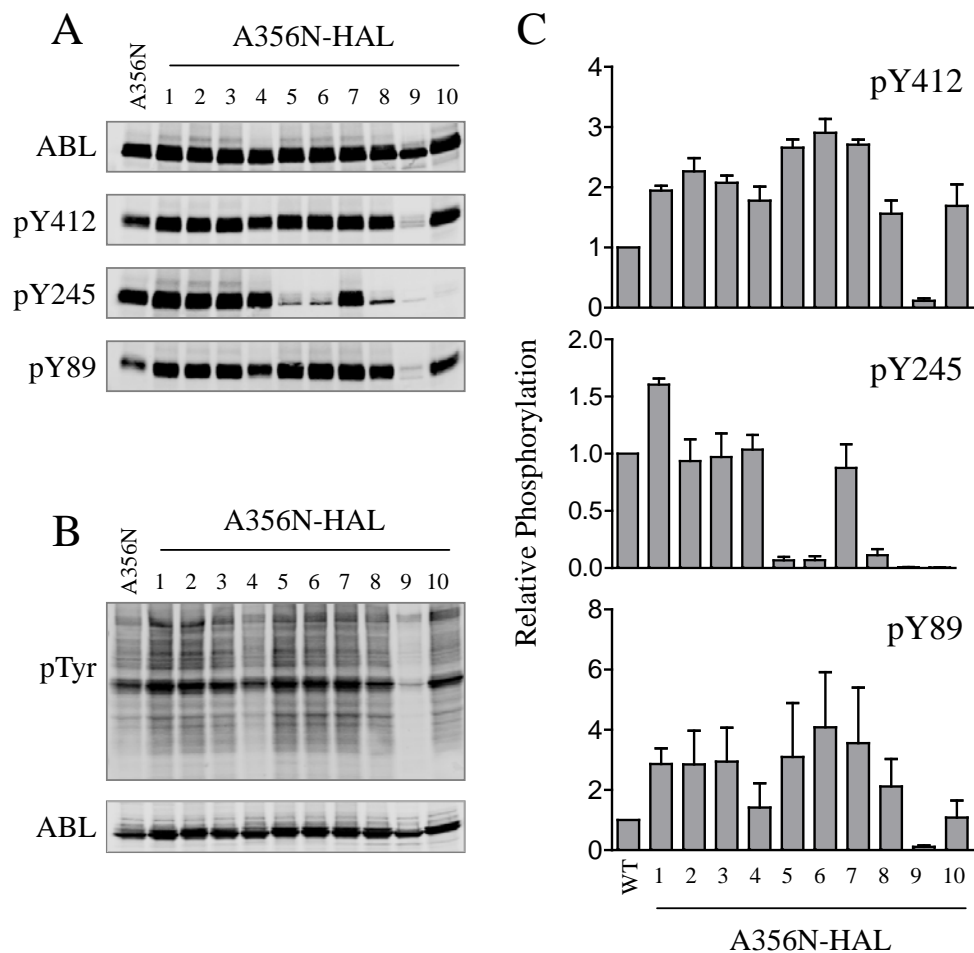 A
A356N-HAL
A356N
1 2 3 4 5 6 7 8 9 10
ABL
pY412
pY245
pY89
B
A356N-HAL
A356N
1 2 3 4 5 6 7 8 9 10
pTyr
ABL
C
Relative Phosphorylation
pY412
4
3
2
1
0
pY245
2.0
1.5
1.0
0.5
0.0
pY89
8
6
4
2
0
WT 1 2 3 4 5 6 7 8 9 10
A356N-HAL